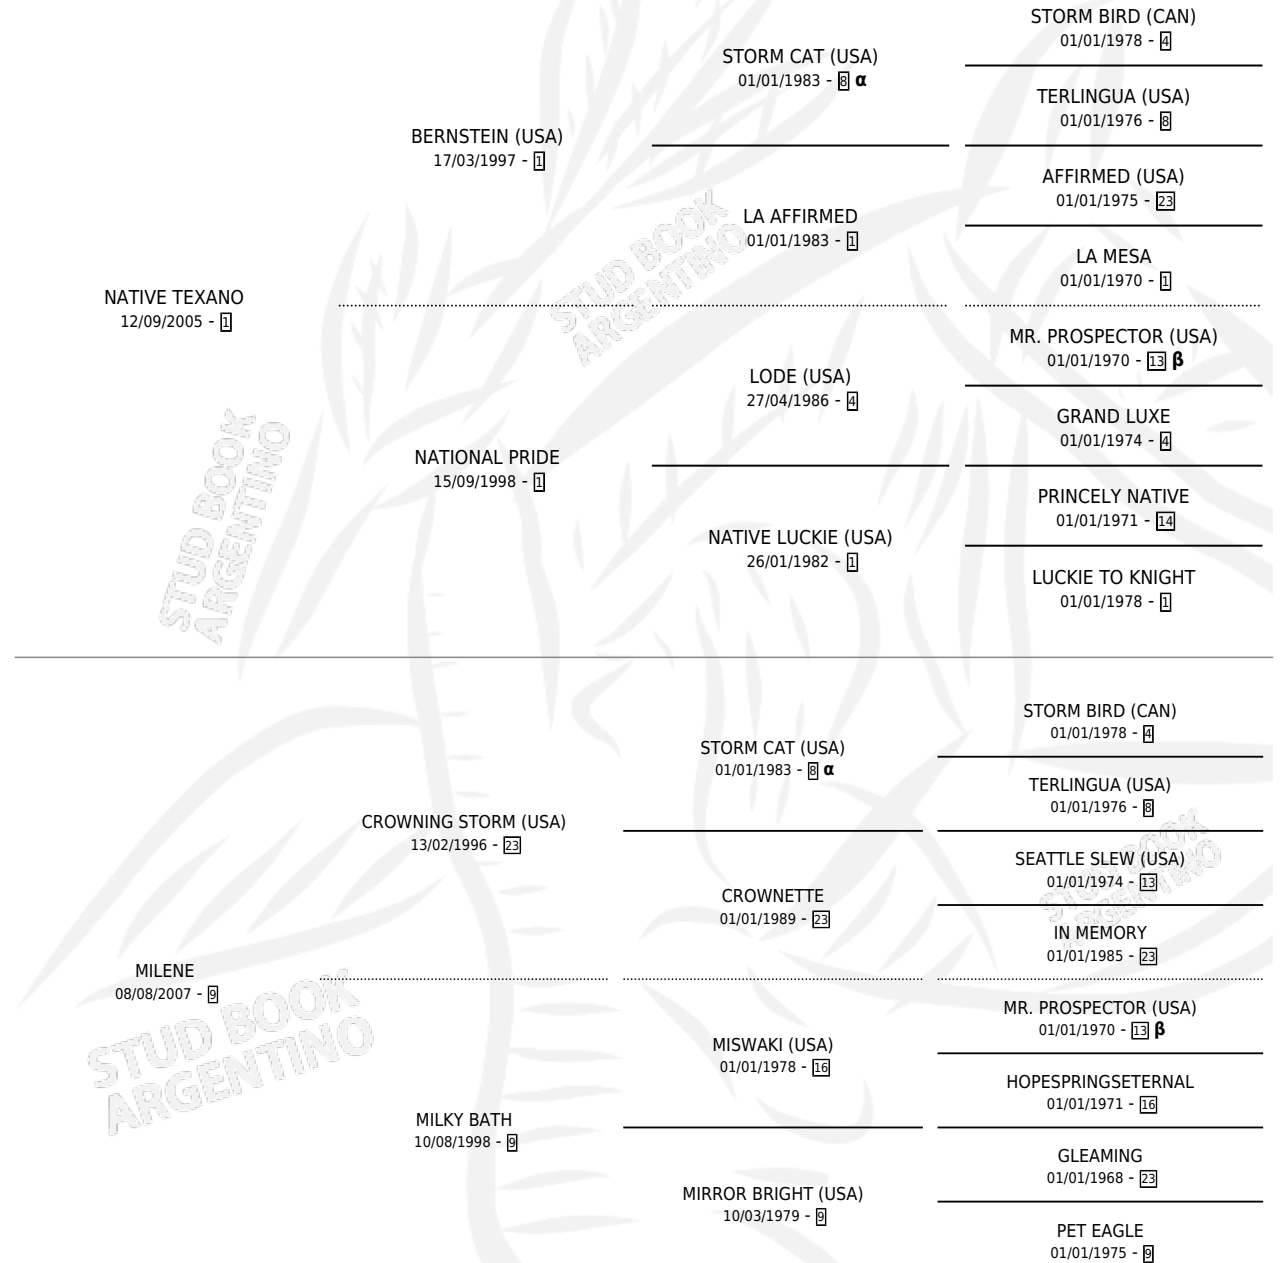 STORM BIRD (CAN)
01/01/1978 - 4
STORM CAT (USA)
01/01/1983 - 8 α
TERLINGUA (USA)
01/01/1976 - 8
BERNSTEIN (USA)
17/03/1997 - 1
AFFIRMED (USA)
01/01/1975 - 23
LA AFFIRMED
01/01/1983 - 1
LA MESA
01/01/1970 - 1
NATIVE TEXANO
12/09/2005 - 1
MR. PROSPECTOR (USA)
01/01/1970 - 13 β
LODE (USA)
27/04/1986 - 4
GRAND LUXE
01/01/1974 - 4
NATIONAL PRIDE
15/09/1998 - 1
PRINCELY NATIVE
01/01/1971 - 14
NATIVE LUCKIE (USA)
26/01/1982 - 1
LUCKIE TO KNIGHT
01/01/1978 - 1
STORM BIRD (CAN)
01/01/1978 - 4
STORM CAT (USA)
01/01/1983 - 8 α
TERLINGUA (USA)
01/01/1976 - 8
CROWNING STORM (USA)
13/02/1996 - 23
SEATTLE SLEW (USA)
01/01/1974 - 13
CROWNETTE
01/01/1989 - 23
IN MEMORY
01/01/1985 - 23
MILENE
08/08/2007 - 9
MR. PROSPECTOR (USA)
01/01/1970 - 13 β
MISWAKI (USA)
01/01/1978 - 16
HOPESPRINGSETERNAL
01/01/1971 - 16
MILKY BATH
10/08/1998 - 9
GLEAMING
01/01/1968 - 23
MIRROR BRIGHT (USA)
10/03/1979 - 9
PET EAGLE
01/01/1975 - 9
STUD BOOK
ARGENTINO
STUD BOOK
ARGENTINO
STUD BOOK
ARGENTINO
STUD BOOK
ARGENTINO